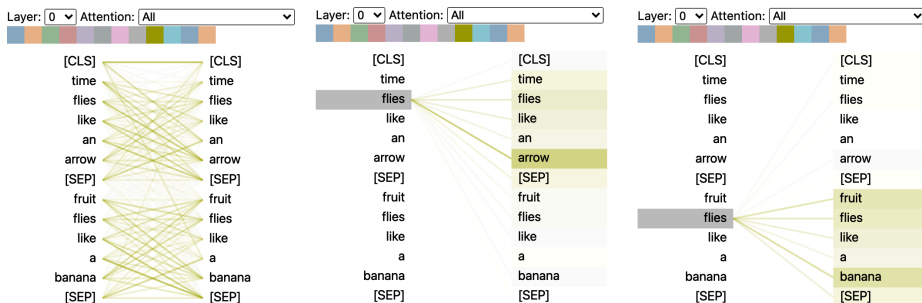 Layer: 0 Attention: All
[CLS] [CLS]
time time
flies flies
like like
an an
arrow arrow
[SEP] [SEP]
fruit fruit
flies flies
like like
a a
banana banana
[SEP] [SEP]
Layer: 0 Attention: All
[CLS] [CLS]
time time
flies flies
like like
an an
arrow arrow
[SEP] [SEP]
fruit fruit
flies flies
like like
a a
banana banana
[SEP] [SEP]
Layer: 0 Attention: All
[CLS] [CLS]
time time
flies flies
like like
an an
arrow arrow
[SEP] [SEP]
fruit fruit
flies flies
like like
a a
banana banana
[SEP] [SEP]